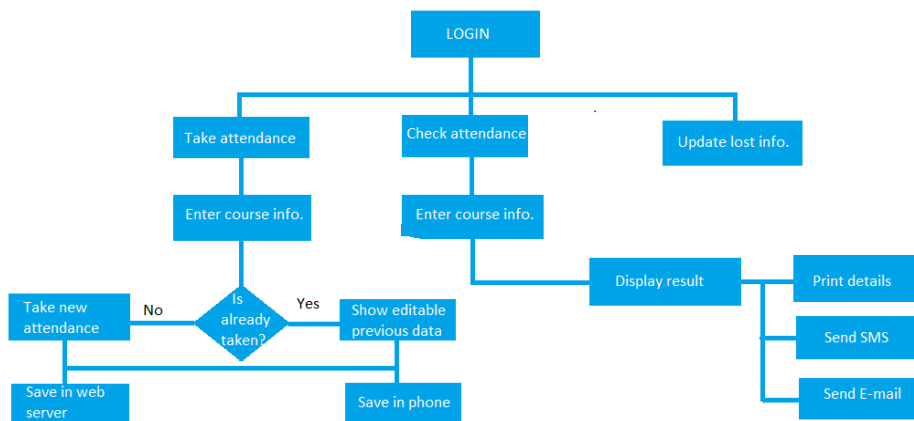 LOGIN
Take attendance
Check attendance
Update lost info.
Enter course info.
Enter course info.
Display result
Print details
Send SMS
Send E-mail
Is
already
taken?
No
Yes
Take new
attendance
Show editable
previous data
Save in web
server
Save in phone